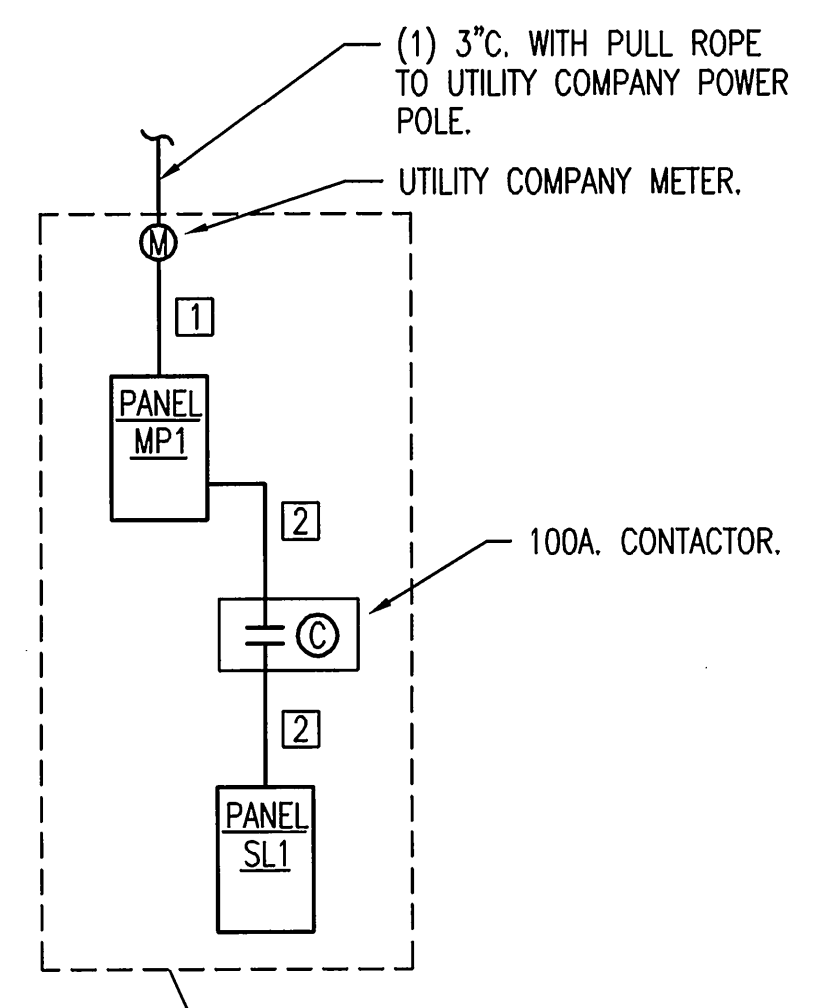 (1) 3"C. WITH PULL ROPE
TO UTILITY COMPANY POWER
POLE.
UTILITY COMPANY METER.
M
1
PANEL
MP1
2
100A. CONTACTOR.
C
2
PANEL
SL1